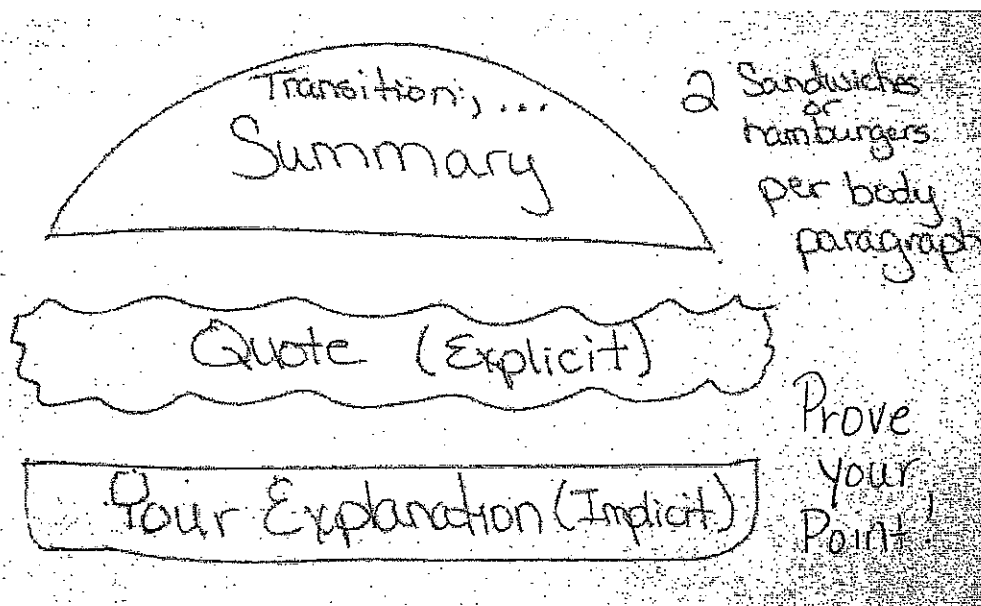 Transition, ...
Summary
2 Sandwiches
or
hamburgers
per body
paragraph
Quote (Explicit)
Your Explanation (Implicit)
Prove
your
Point!